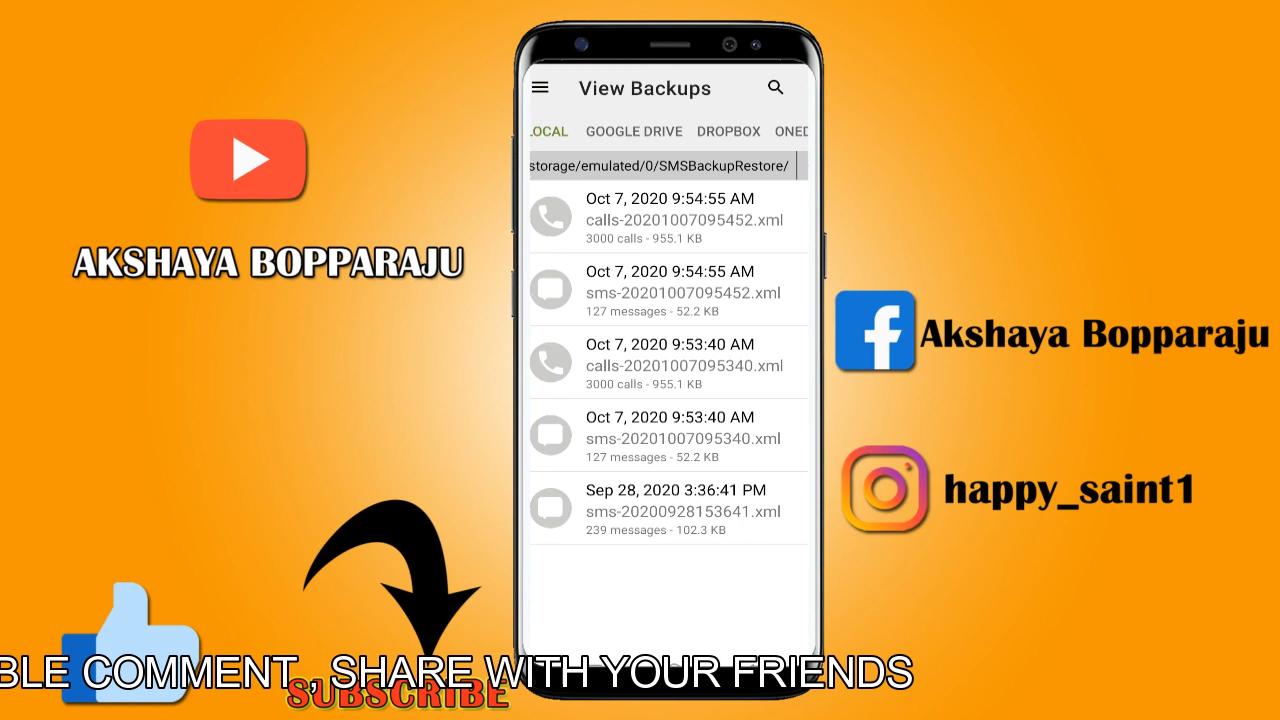 View Backups
LOCAL GOOGLE DRIVE DROPBOX ONED
storage/emulated/0/SMSBackupRestore/
Oct 7, 2020 9:54:55 AM
calls-20201007095452.xml
3000 calls - 955.1 KB
Oct 7, 2020 9:54:55 AM
sms-20201007095452.xml
127 messages - 52.2 KB
Oct 7, 2020 9:53:40 AM
calls-20201007095340.xml
3000 calls - 955.1 KB
Oct 7, 2020 9:53:40 AM
sms-20201007095340.xml
127 messages - 52.2 KB
Sep 28, 2020 3:36:41 PM
sms-20200928153641.xml
239 messages - 102.3 KB
AKSHAYA BOPPARAJU
Akshaya Bopparaju
happy_saint1
BLE COMMENT , SHARE WITH YOUR FRIENDS
SUBSCRIBE